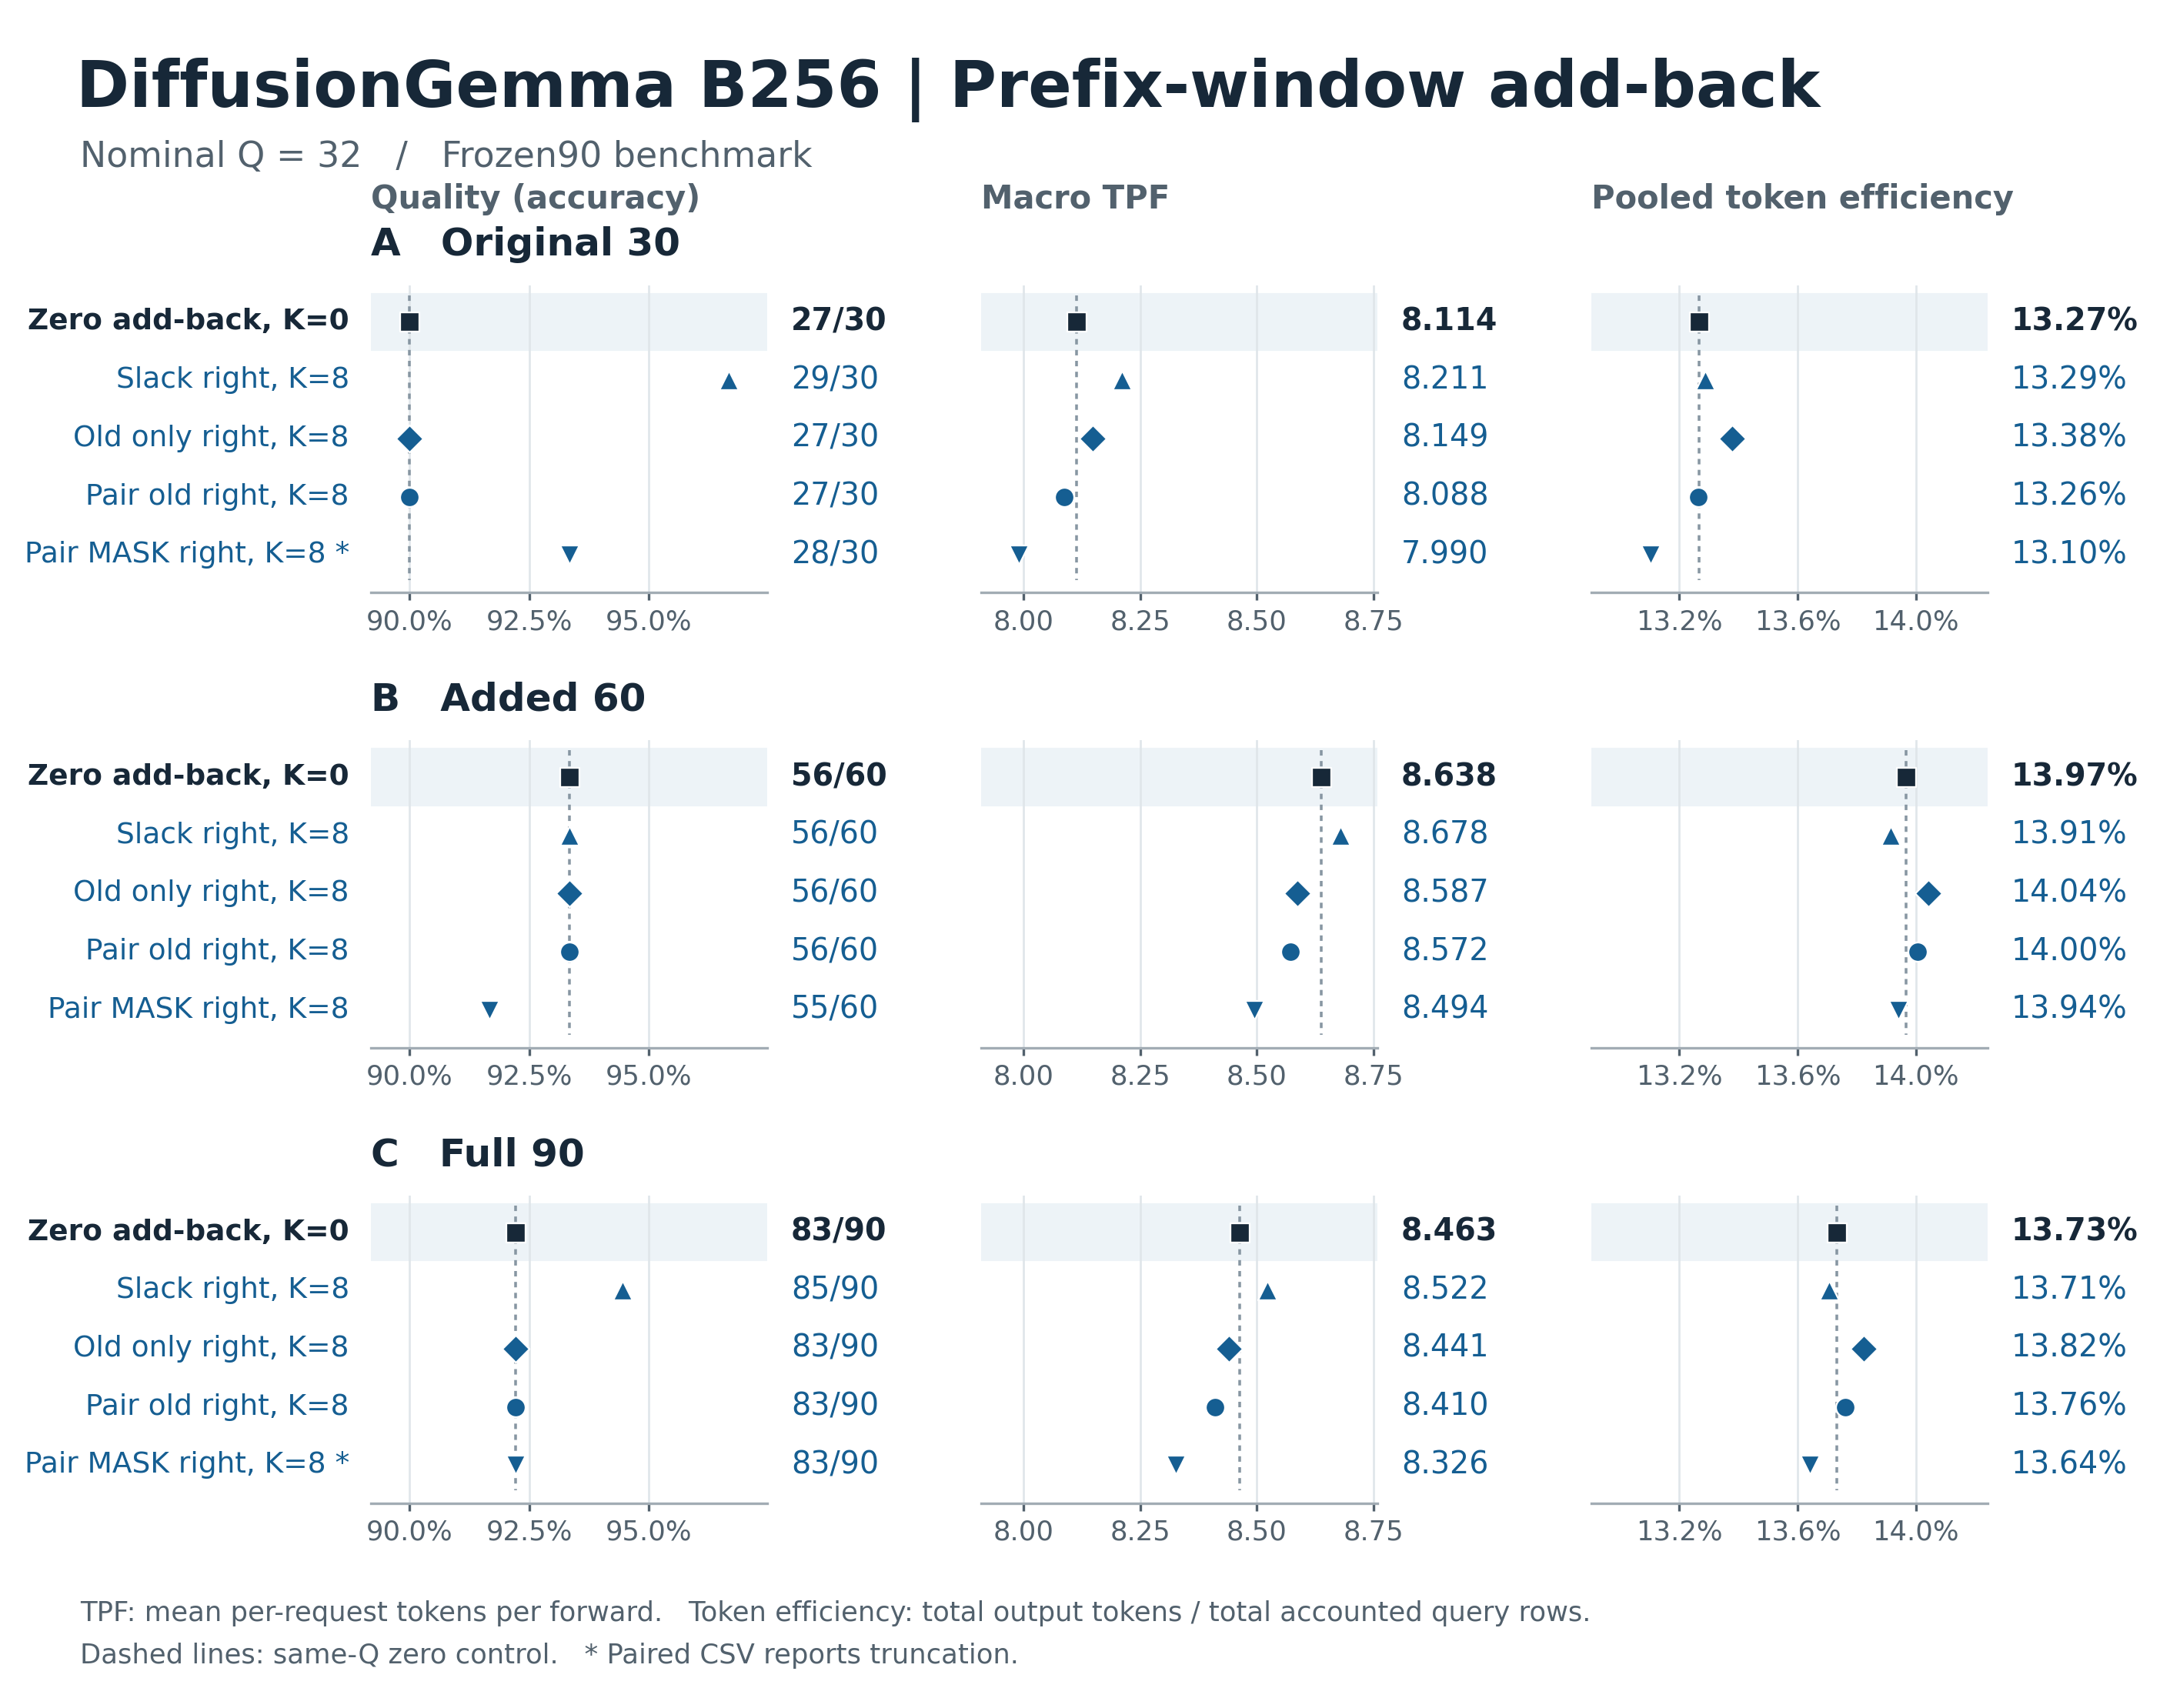 DiffusionGemma B256 | Prefix-window add-back
Nominal Q = 32 / Frozen90 benchmark
Quality (accuracy) Macro TPF Pooled token efficiency
A Original 30
Zero add-back, K=0 27/30 8.114 13.27%
Slack right, K=8 29/30 8.211 13.29%
Old only right, K=8 27/30 8.149 13.38%
Pair old right, K=8 27/30 8.088 13.26%
Pair MASK right, K=8 * 28/30 7.990 13.10%
90.0% 92.5% 95.0% 8.00 8.25 8.50 8.75 13.2% 13.6% 14.0%
B Added 60
Zero add-back, K=0 56/60 8.638 13.97%
Slack right, K=8 56/60 8.678 13.91%
Old only right, K=8 56/60 8.587 14.04%
Pair old right, K=8 56/60 8.572 14.00%
Pair MASK right, K=8 55/60 8.494 13.94%
90.0% 92.5% 95.0% 8.00 8.25 8.50 8.75 13.2% 13.6% 14.0%
C Full 90
Zero add-back, K=0 83/90 8.463 13.73%
Slack right, K=8 85/90 8.522 13.71%
Old only right, K=8 83/90 8.441 13.82%
Pair old right, K=8 83/90 8.410 13.76%
Pair MASK right, K=8 * 83/90 8.326 13.64%
90.0% 92.5% 95.0% 8.00 8.25 8.50 8.75 13.2% 13.6% 14.0%
TPF: mean per-request tokens per forward. Token efficiency: total output tokens / total accounted query rows.
Dashed lines: same-Q zero control. * Paired CSV reports truncation.